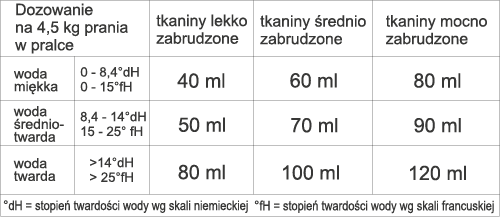 Dozowanie
na 4,5 kg prania
w pralce
tkaniny lekko
zabrudzone
tkaniny średnio
zabrudzone
tkaniny mocno
zabrudzone
woda
miękka
0 - 8,4°dH
0 - 15°fH
40 ml
60 ml
80 ml
woda
średnio-
twarda
8,4 - 14°dH
15 - 25° fH
50 ml
70 ml
90 ml
woda
twarda
>14°dH
> 25°fH
80 ml
100 ml
120 ml
°dH = stopień twardości wody wg skali niemieckiej °fH = stopień twardości wody wg skali francuskiej